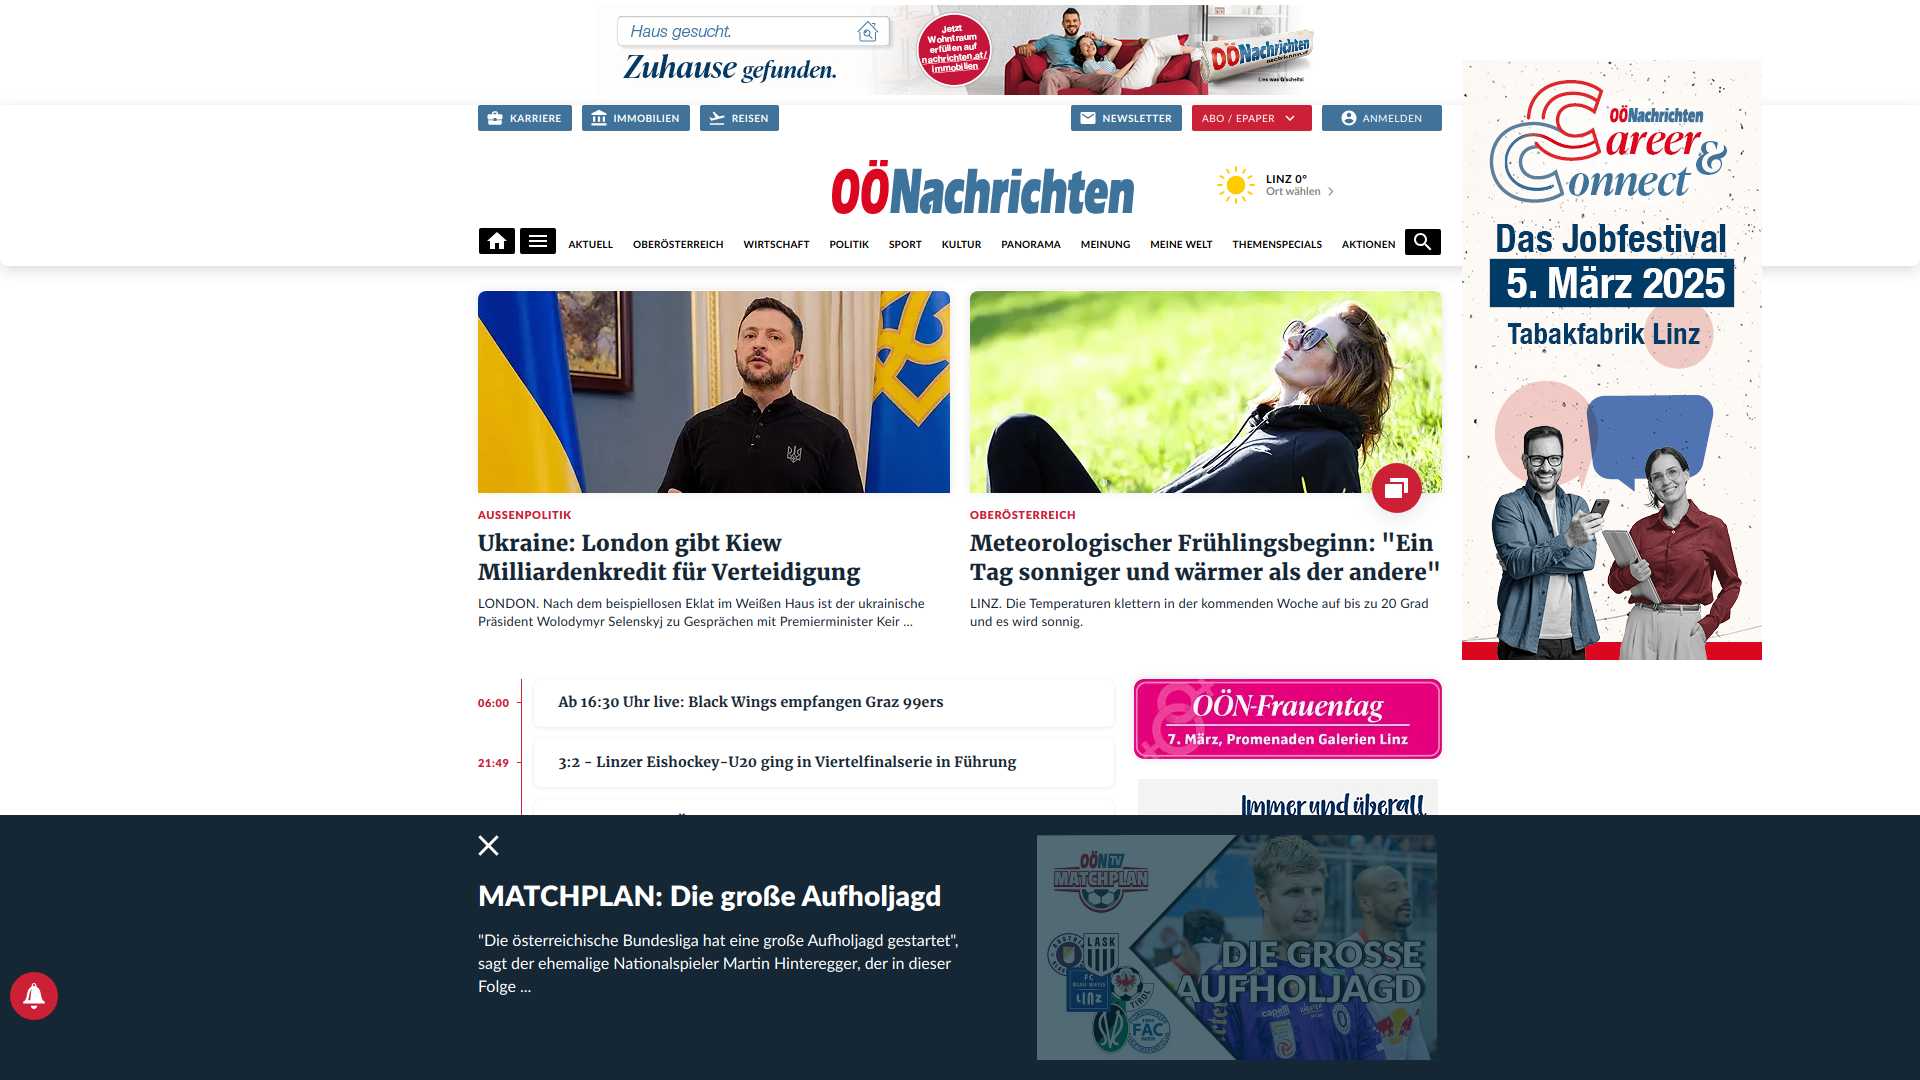 Haus gesucht.
Zuhause gefunden.
Jetzt
Wohntraum
erfüllen auf
nachrichten.at/
immobilien
OÖNachrichten
Lies was Gscheits!
KARRIERE
IMMOBILIEN
REISEN
NEWSLETTER
ABO / EPAPER
ANMELDEN
OÖNachrichten
LINZ 0°
Ort wählen
AKTUELL
OBERÖSTERREICH
WIRTSCHAFT
POLITIK
SPORT
KULTUR
PANORAMA
MEINUNG
MEINE WELT
THEMENSPECIALS
AKTIONEN
OÖNachrichten
Career &
Connect
Das Jobfestival
5. März 2025
Tabakfabrik Linz
AUSSENPOLITIK
Ukraine: London gibt Kiew
Milliardenkredit für Verteidigung
LONDON. Nach dem beispiellosen Eklat im Weißen Haus ist der ukrainische
Präsident Wolodymyr Selenskyj zu Gesprächen mit Premierminister Keir ...
OBERÖSTERREICH
Meteorologischer Frühlingsbeginn: "Ein
Tag sonniger und wärmer als der andere"
LINZ. Die Temperaturen klettern in der kommenden Woche auf bis zu 20 Grad
und es wird sonnig.
06:00
Ab 16:30 Uhr live: Black Wings empfangen Graz 99ers
21:49
3:2 - Linzer Eishockey-U20 ging in Viertelfinalserie in Führung
OÖN-Frauentag
7. März, Promenaden Galerien Linz
Immer und überall
MATCHPLAN: Die große Aufholjagd
"Die österreichische Bundesliga hat eine große Aufholjagd gestartet",
sagt der ehemalige Nationalspieler Martin Hinteregger, der in dieser
Folge ...
OÖN TV
MATCHPLAN
LASK
FC
BLAU WEISS
LINZ
TIROL
FAC
DIE GROSSE
AUFHOLJAGD